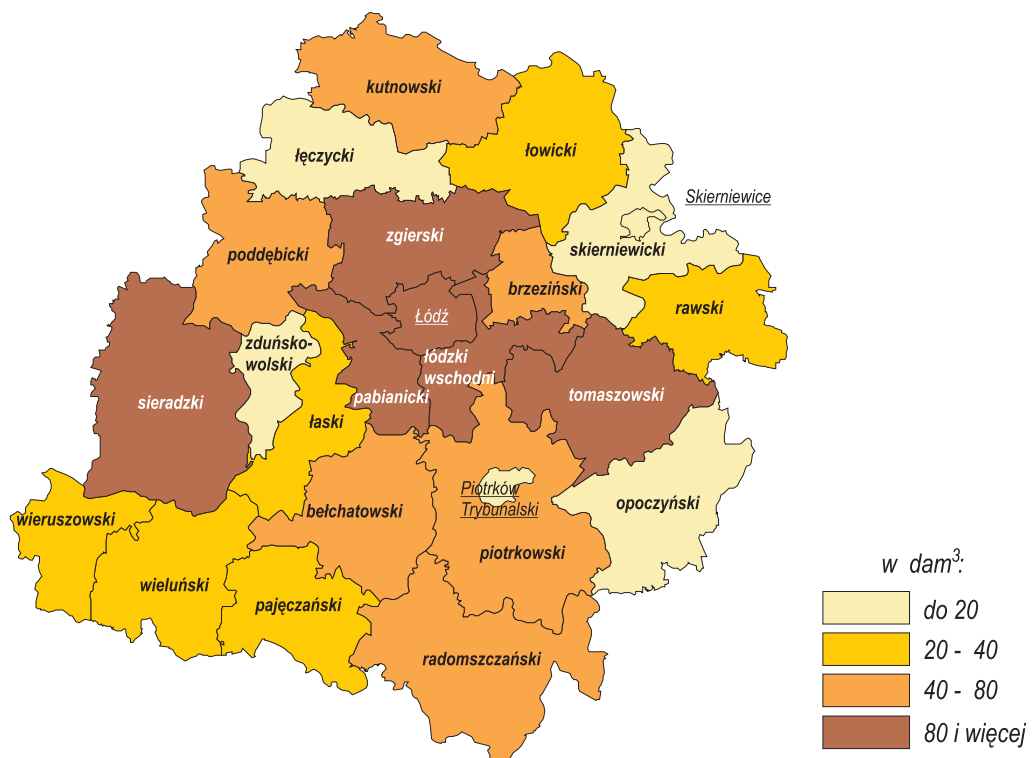 kutnowski
łęczycki
łowicki
Skierniewice
zgierski
skierniewicki
poddębicki
brzeziński
rawski
Łódź
zduńsko-
wolski
łódzki
wschodni
sieradzki
pabianicki
tomaszowski
łaski
Piotrków
Trybunalski
opoczyński
bełchatowski
wieruszowski
piotrkowski
wieluński
pajęczański
radomszczański
w dam³:
do 20
20 - 40
40 - 80
80 i więcej